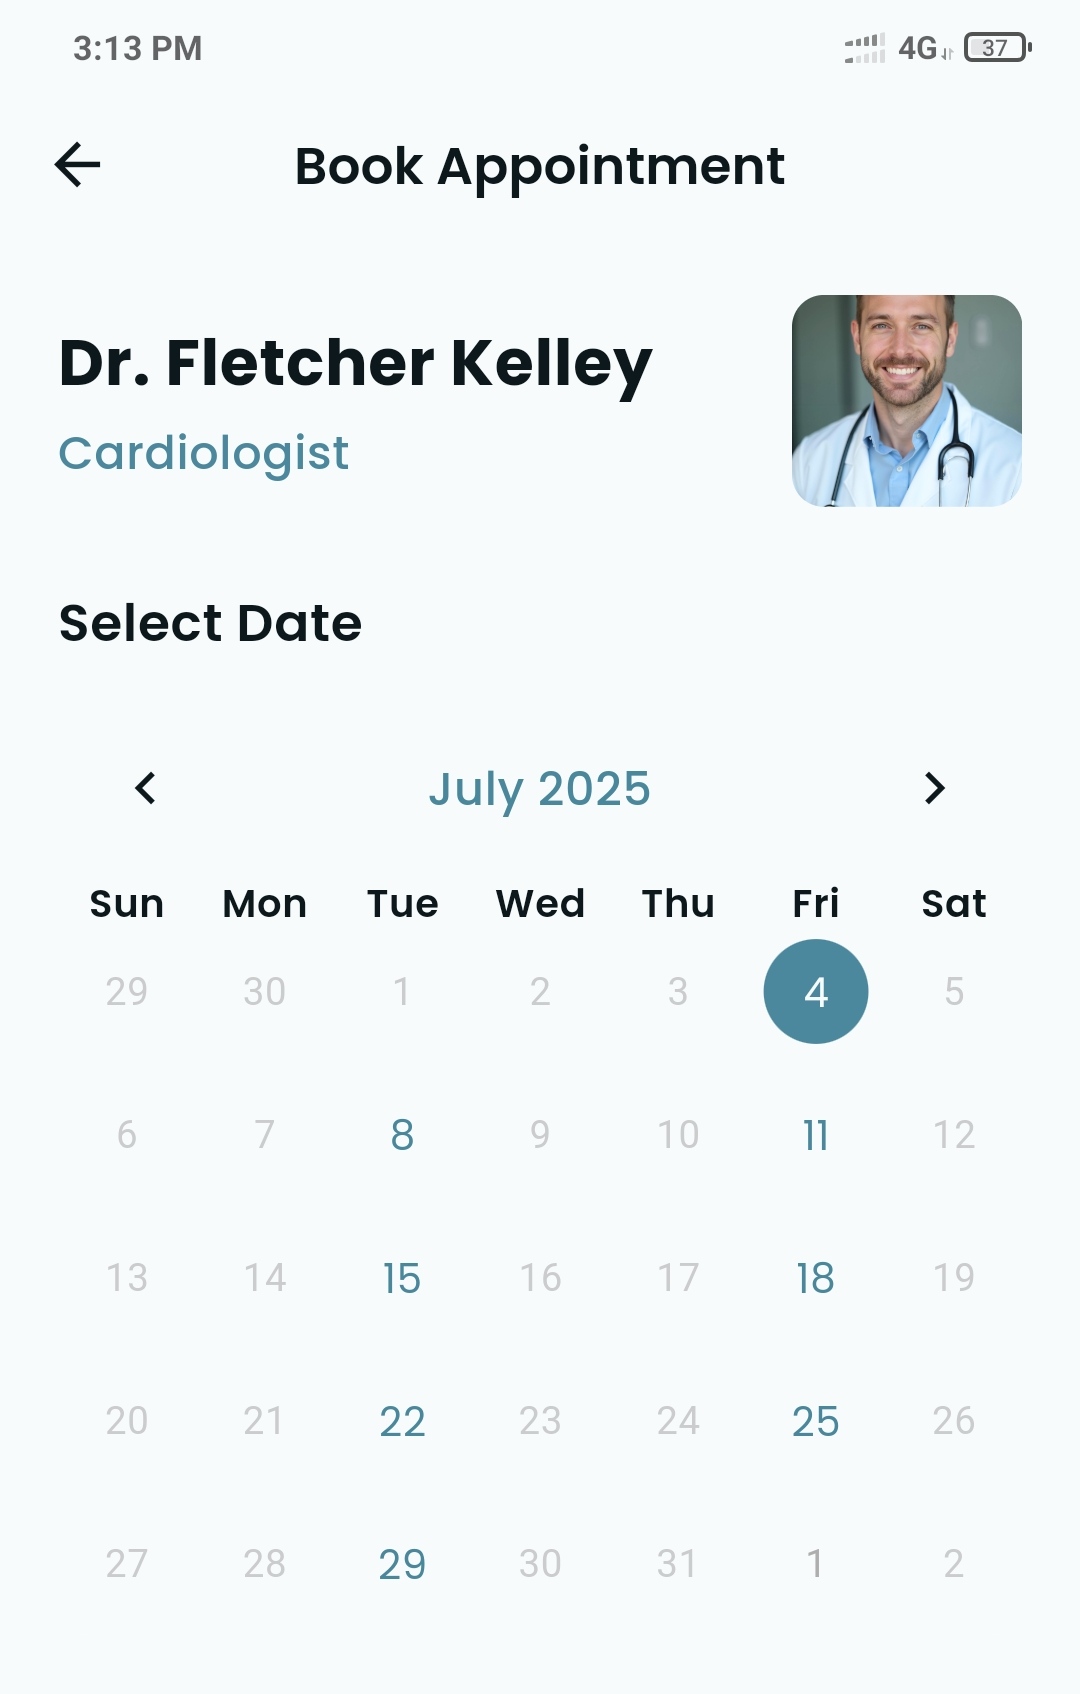 3:13 PM 4G 37
Book Appointment
Dr. Fletcher Kelley
Cardiologist
Select Date
July 2025
Sun Mon Tue Wed Thu Fri Sat
29 30 1 2 3 4 5
6 7 8 9 10 11 12
13 14 15 16 17 18 19
20 21 22 23 24 25 26
27 28 29 30 31 1 2